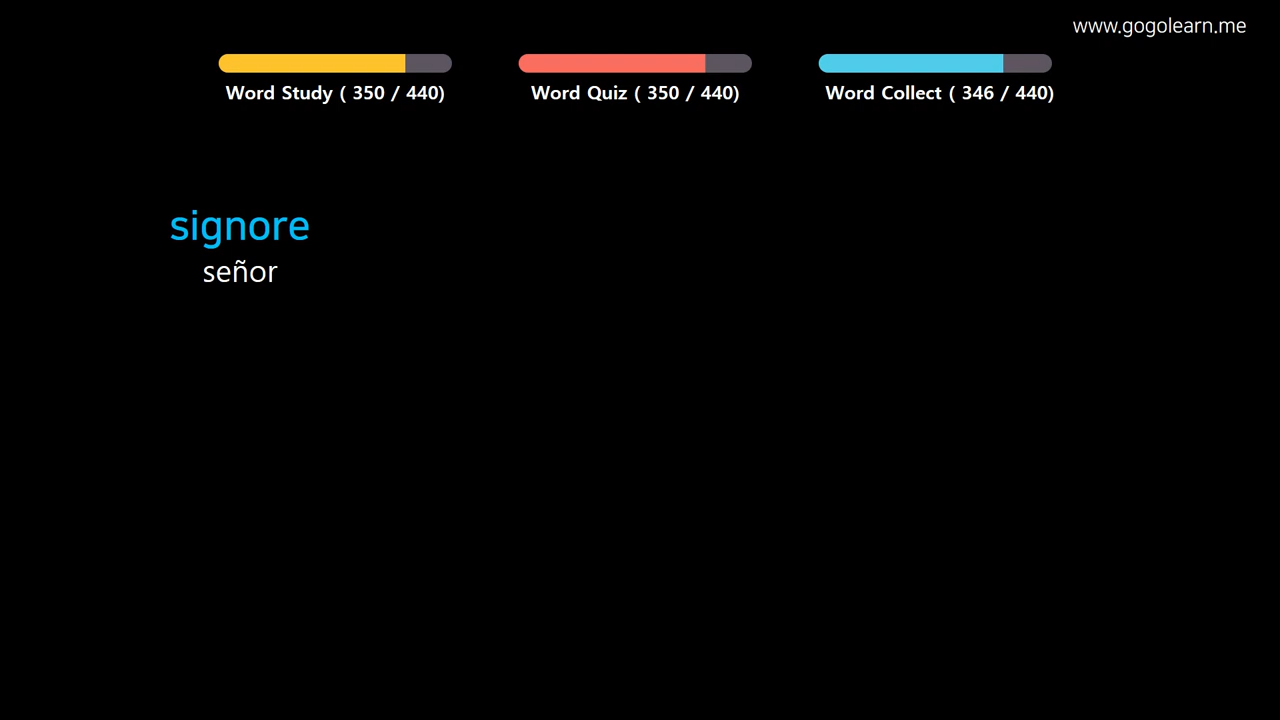 www.gogolearn.me
Word Study ( 350 / 440)
Word Quiz ( 350 / 440)
Word Collect ( 346 / 440)
signore
señor